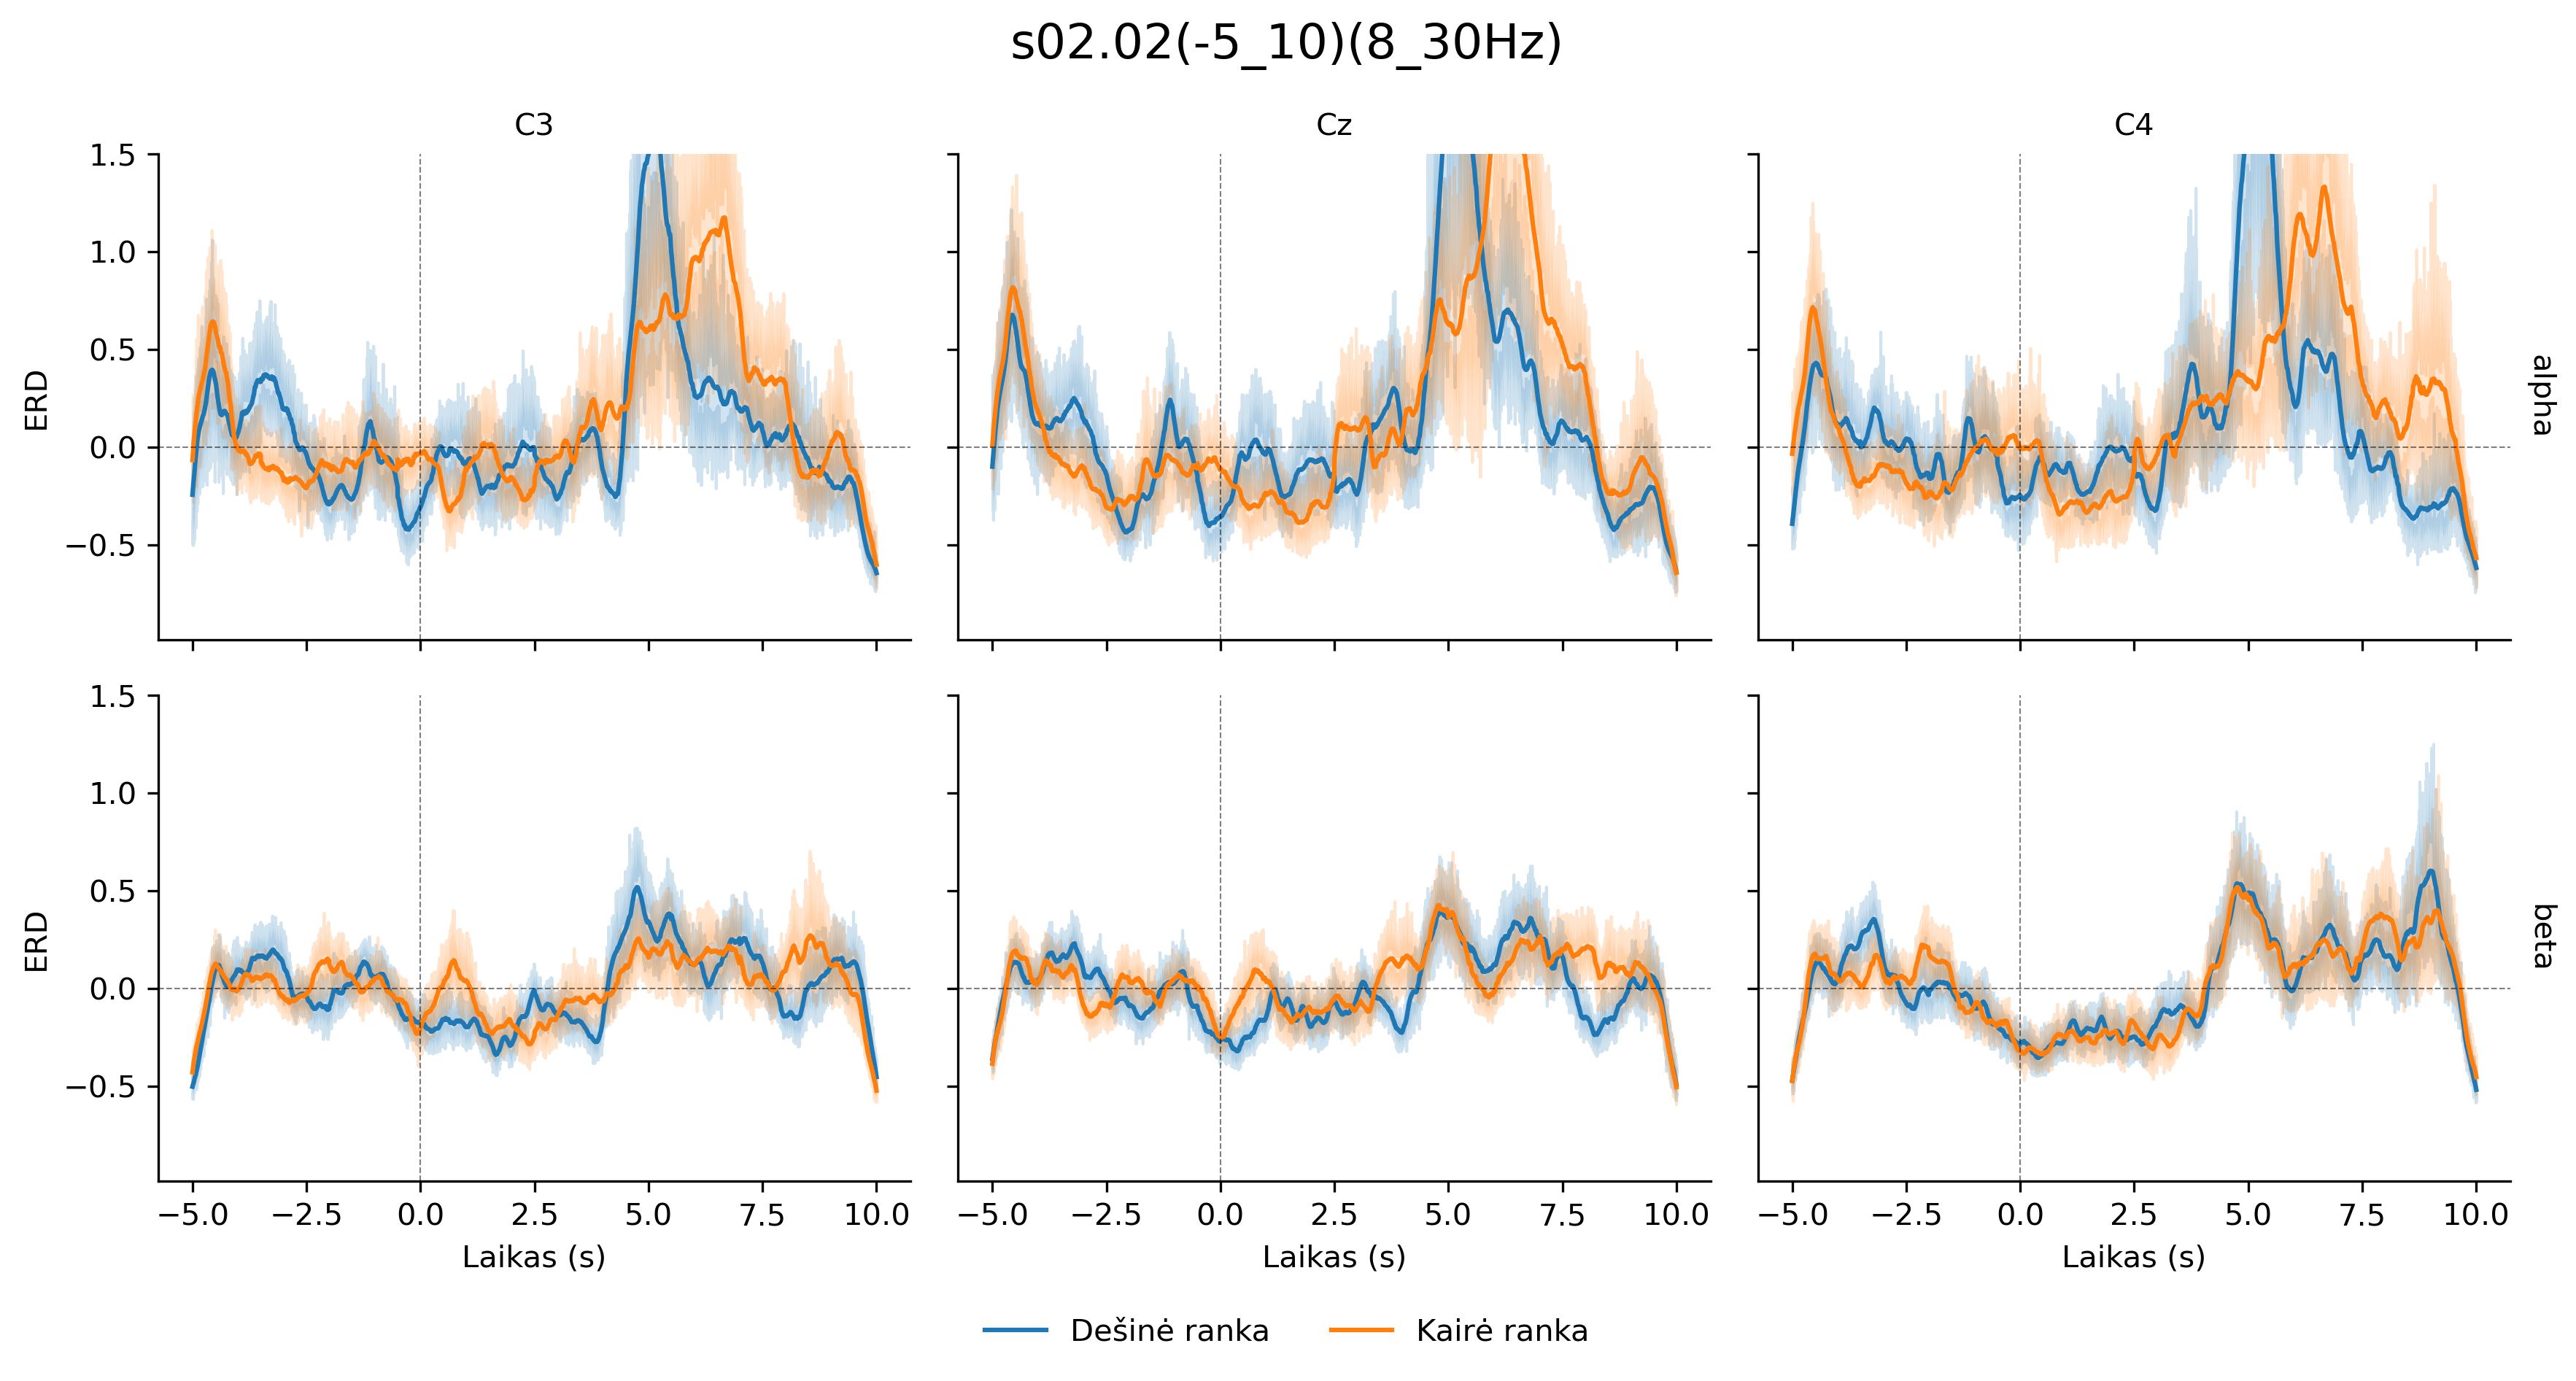 s02.02(-5_10)(8_30Hz)
C3 Cz C4
1.5
1.0
0.5
0.0
−0.5
ERD
alpha
1.5
1.0
0.5
0.0
−0.5
ERD
beta
−5.0 −2.5 0.0 2.5 5.0 7.5 10.0 −5.0 −2.5 0.0 2.5 5.0 7.5 10.0 −5.0 −2.5 0.0 2.5 5.0 7.5 10.0
Laikas (s) Laikas (s) Laikas (s)
Dešinė ranka Kairė ranka